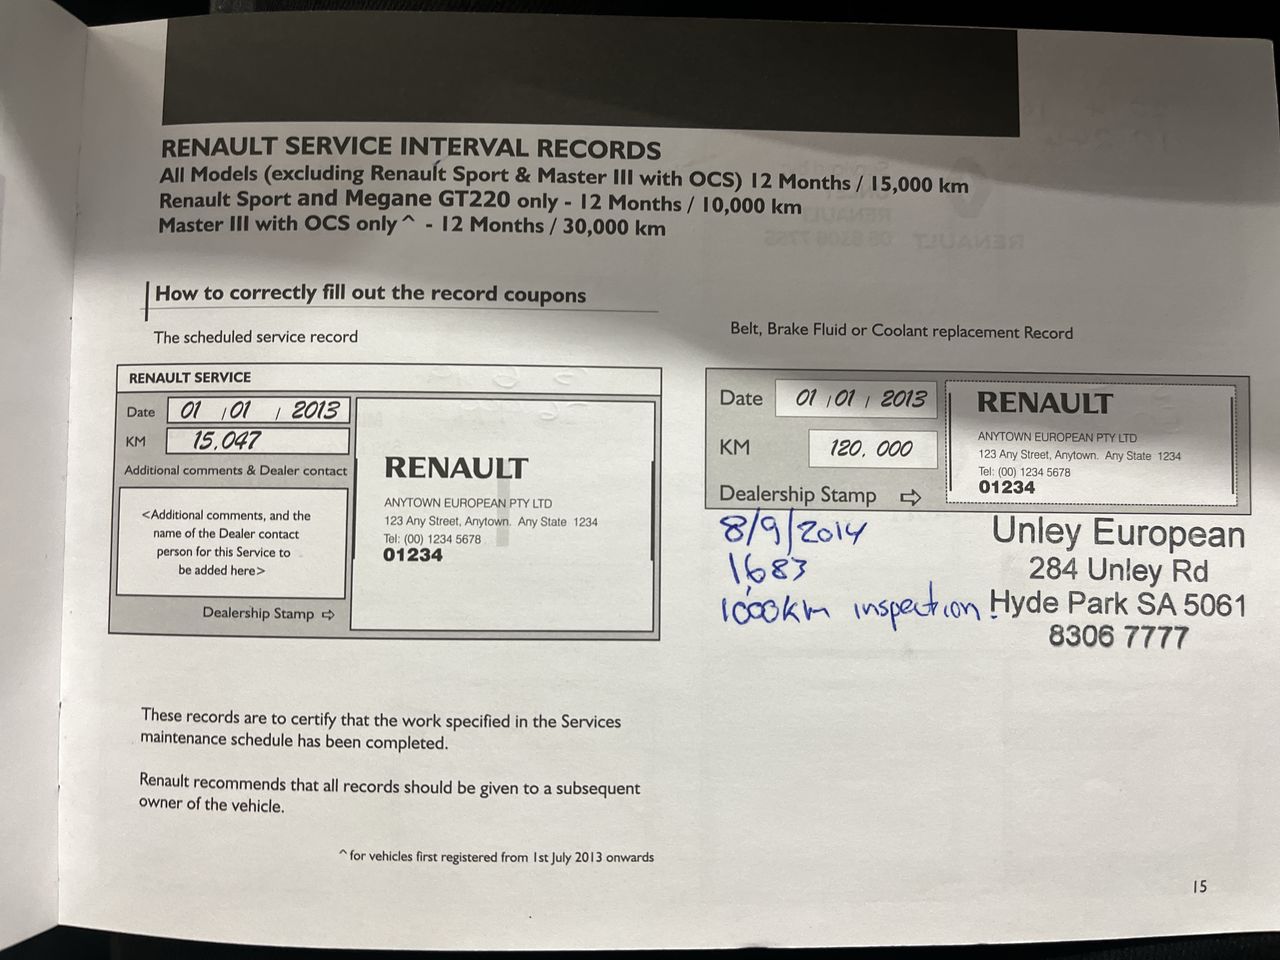 RENAULT SERVICE INTERVAL RECORDS
All Models (excluding Renault Sport & Master III with OCS) 12 Months / 15,000 km
Renault Sport and Megane GT220 only - 12 Months / 10,000 km
Master III with OCS only ^ - 12 Months / 30,000 km
How to correctly fill out the record coupons
The scheduled service record
RENAULT SERVICE
Date 01 / 01 / 2013
KM 15,047
Additional comments & Dealer contact
<Additional comments, and the
name of the Dealer contact
person for this Service to
be added here>
Dealership Stamp ⇨
RENAULT
ANYTOWN EUROPEAN PTY LTD
123 Any Street, Anytown. Any State 1234
Tel: (00) 1234 5678
01234
Belt, Brake Fluid or Coolant replacement Record
Date 01 / 01 / 2013
KM 120,000
Dealership Stamp ⇨
RENAULT
ANYTOWN EUROPEAN PTY LTD
123 Any Street, Anytown. Any State 1234
Tel: (00) 1234 5678
01234
8/9/2014
1,683
1000km inspection.
Unley European
284 Unley Rd
Hyde Park SA 5061
8306 7777
These records are to certify that the work specified in the Services
maintenance schedule has been completed.
Renault recommends that all records should be given to a subsequent
owner of the vehicle.
^ for vehicles first registered from 1st July 2013 onwards
15